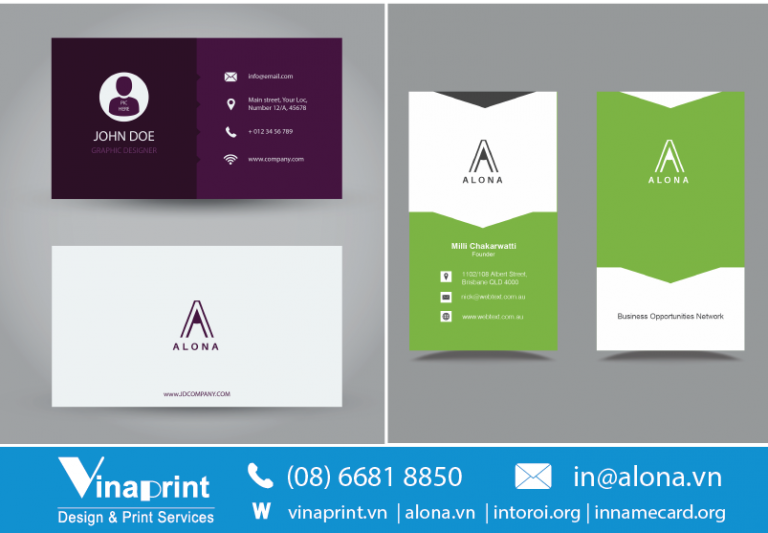 PIC
HERE
JOHN DOE
GRAPHIC DESIGNER
info@email.com
Main street, Your Loc,
Number 12/A, 45678
+ 012 34 56 789
www.company.com
ALONA
www.JDCOMPANY.COM
ALONA
Milli Chakarwatti
Founder
1102/108 Albert Street,
Brisbane QLD 4009
www.webtext.com.au
ALONA
Business Opportunities Network
Vinaprint
Design & Print Services
(08) 6681 8850
in@alona.vn
W vinaprint.vn | alona.vn | intoroi.org | innamecard.org